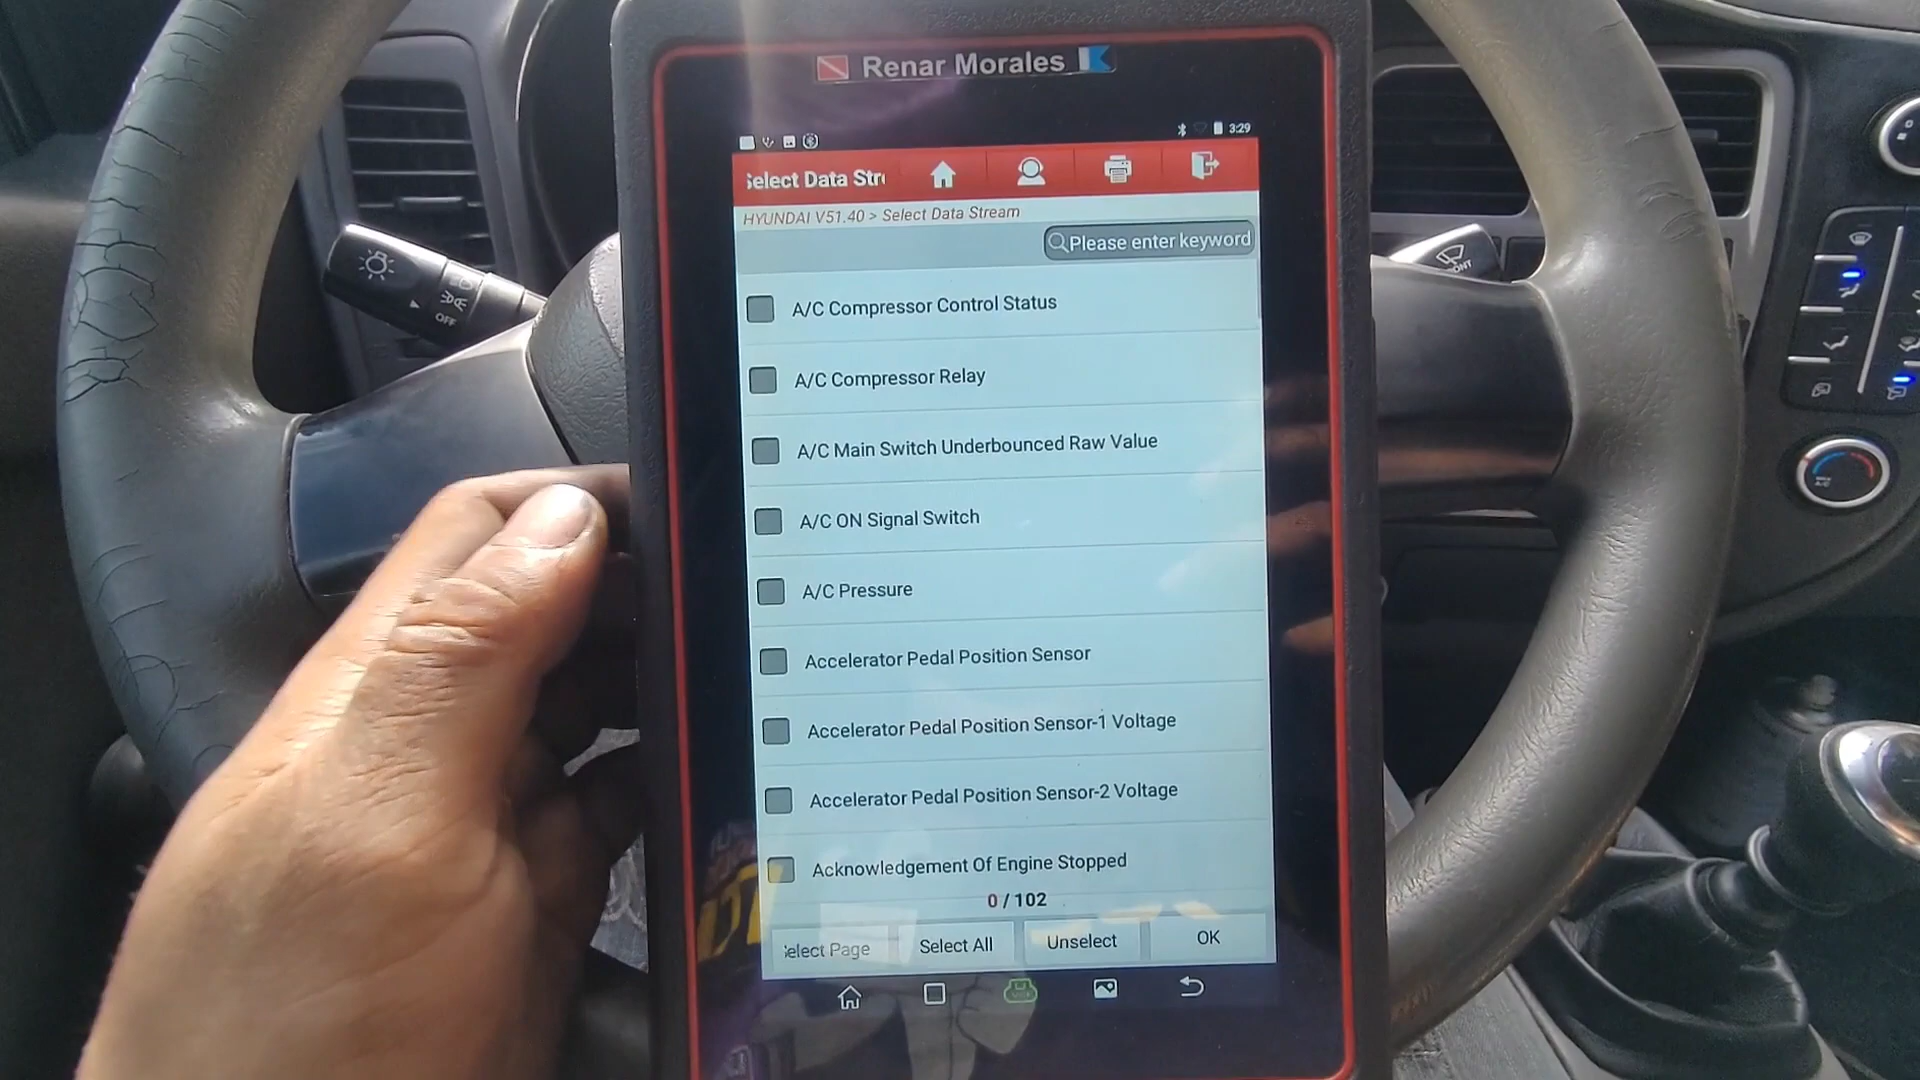 Renar Morales
3:29
Select Data Str
HYUNDAI V51.40 > Select Data Stream
Please enter keyword
A/C Compressor Control Status
A/C Compressor Relay
A/C Main Switch Underbounced Raw Value
A/C ON Signal Switch
A/C Pressure
Accelerator Pedal Position Sensor
Accelerator Pedal Position Sensor-1 Voltage
Accelerator Pedal Position Sensor-2 Voltage
Acknowledgement Of Engine Stopped
0 / 102
Select Page
Select All
Unselect
OK
OFF